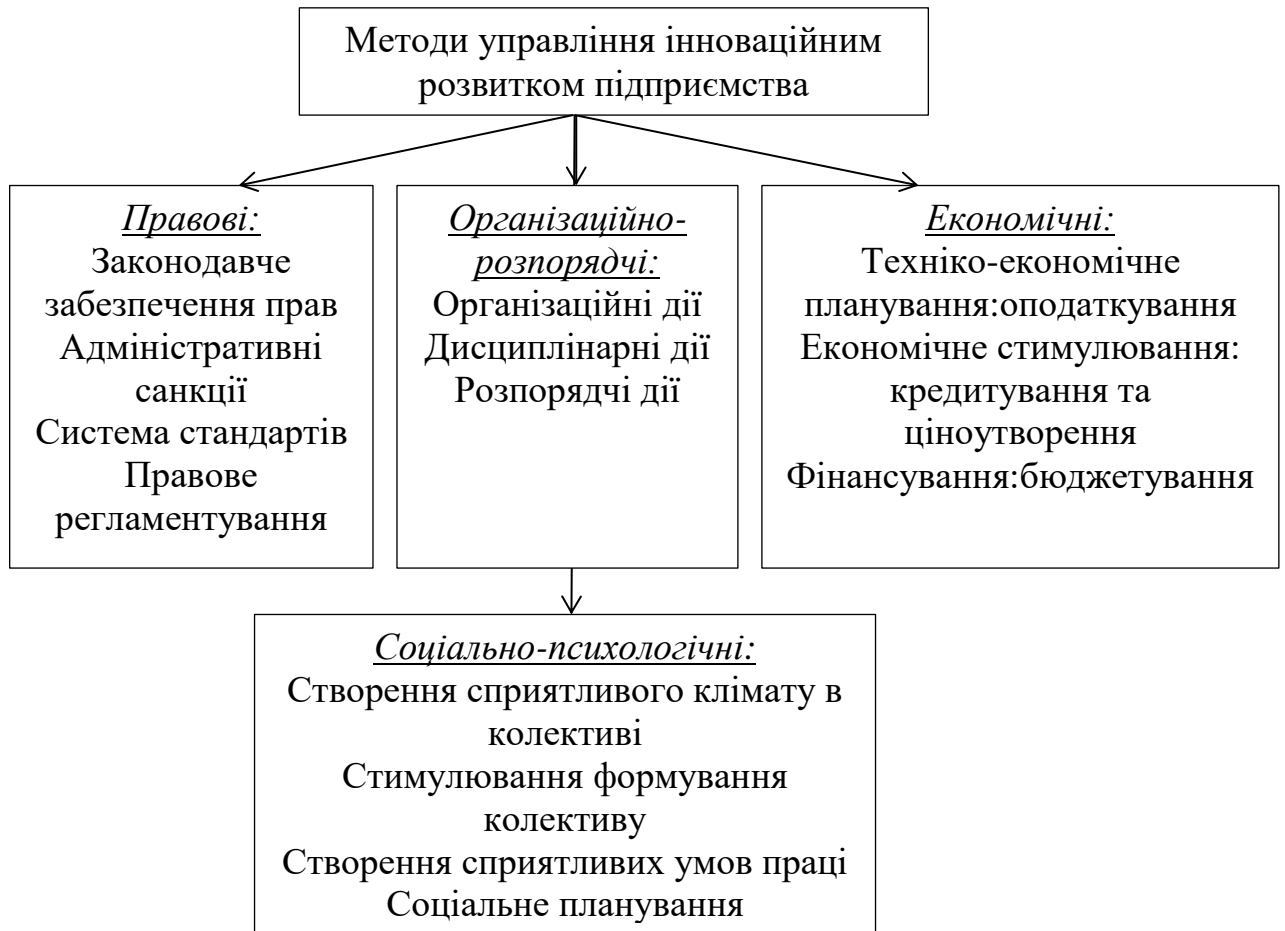 Методи управління інноваційним
розвитком підприємства
Правові:
Законодавче
забезпечення прав
Адміністративні
санкції
Система стандартів
Правове
регламентування
Організаційно-
розпорядчі:
Організаційні дії
Дисциплінарні дії
Розпорядчі дії
Економічні:
Техніко-економічне
планування:оподаткування
Економічне стимулювання:
кредитування та
ціноутворення
Фінансування:бюджетування
Соціально-психологічні:
Створення сприятливого клімату в
колективі
Стимулювання формування
колективу
Створення сприятливих умов праці
Соціальне планування